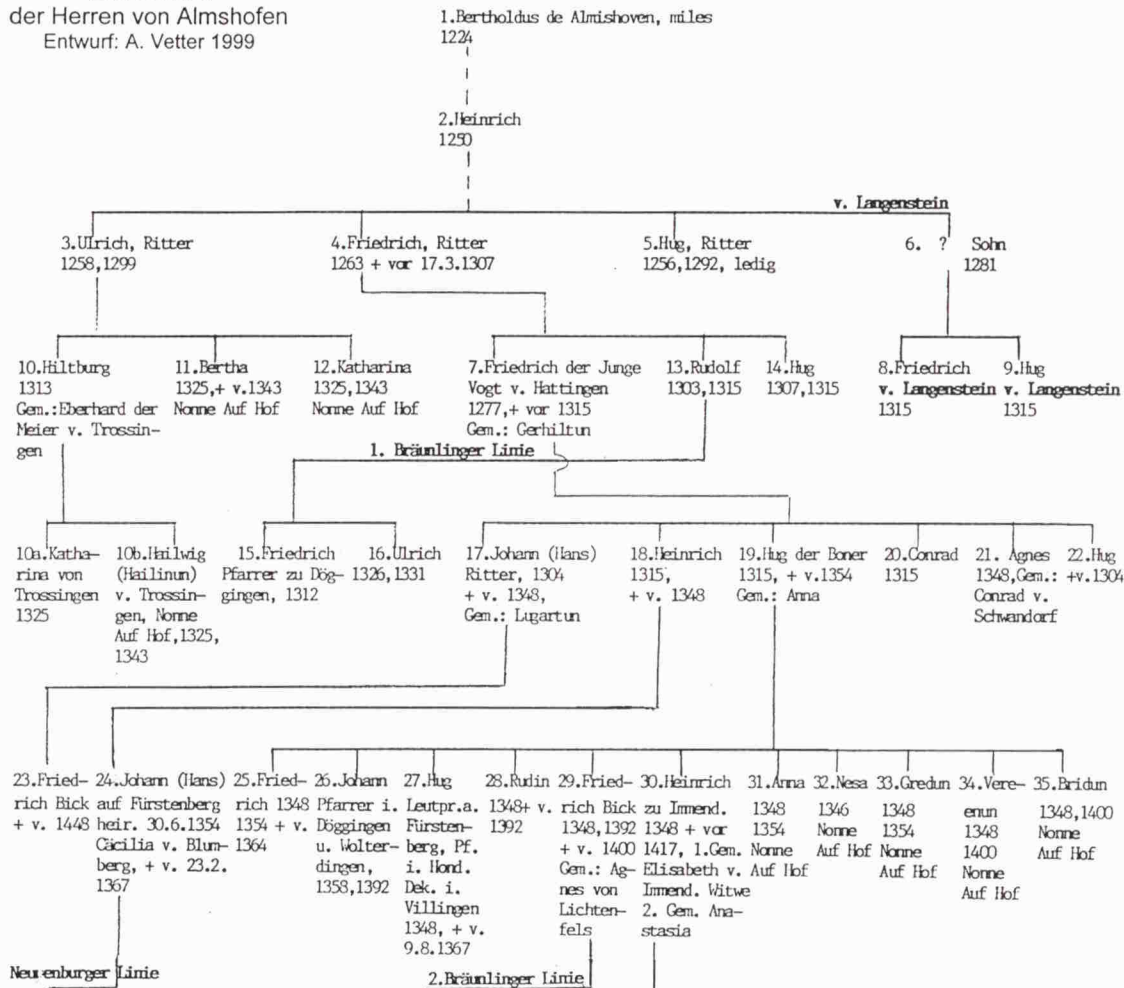 der Herren von Almshofen
Entwurf: A. Vetter 1999
1.Bertholdus de Almishoven, miles
1224
2.Heinrich
1250
v. Langenstein
3.Ulrich, Ritter
1258,1299
4.Friedrich, Ritter
1263 + vor 17.3.1307
5.Hug, Ritter
1256,1292, ledig
6. ? Sohn
1281
10.Hiltburg
1313
Gem.:Eberhard der
Meier v. Trossin-
gen
11.Bertha
1325,+ v.1343
Nonne Auf Hof
12.Katharina
1325,1343
Nonne Auf Hof
7.Friedrich der Junge
Vogt v. Hattingen
1277,+ vor 1315
Gem.: Gerhiltun
13.Rudolf
1303,1315
14.Hug
1307,1315
8.Friedrich
v. Langenstein
1315
9.Hug
v. Langenstein
1315
1. Bräunlinger Linie
10a.Katha-
rina von
Trossingen
1325
10b.Hailwig
(Hailinun)
v. Trossin-
gen, Nonne
Auf Hof,1325,
1343
15.Friedrich
Pfarrer zu Dög-
gingen, 1312
16.Ulrich
1326,1331
17.Johann (Hans)
Ritter, 1304
+ v. 1348,
Gem.: Lugartun
18.Heinrich
1315,
+ v. 1348
19.Hug der Boner
1315, + v.1354
Gem.: Anna
20.Conrad
1315
21. Agnes
1348,Gem.:
Conrad v.
Schwandorf
22.Hug
+v.1304
23.Fried-
rich Bick
+ v. 1448
24.Johann (Hans)
auf Fürstenberg
heir. 30.6.1354
Cäcilia v. Blum-
berg, + v. 23.2.
1367
25.Fried-
rich 1348
1354 + v.
1364
26.Johann
Pfarrer i.
Döggingen
u. Wolter-
dingen,
1358,1392
27.Hug
Leutpr.a.
Fürsten-
berg, Pf.
i. Hond.
Dek. i.
Villingen
1348, + v.
9.8.1367
28.Rudin
1348+ v.
1392
29.Fried-
rich Bick
1348,1392
+ v. 1400
Gem.: Ag-
nes von
Lichten-
fels
30.Heinrich
zu Immend.
1348 + vor
1417, 1.Gem.
Elisabeth v.
Immend. Witwe
2. Gem. Ana-
stasia
31.Anna
1348
1354
Nonne
Auf Hof
32.Nesa
1346
Nonne
Auf Hof
33.Gredun
1348
1354
Nonne
Auf Hof
34.Vere-
enun
1348
1400
Nonne
Auf Hof
35.Bridun
1348,1400
Nonne
Auf Hof
Neuenburger Linie
2.Bräunlinger Linie